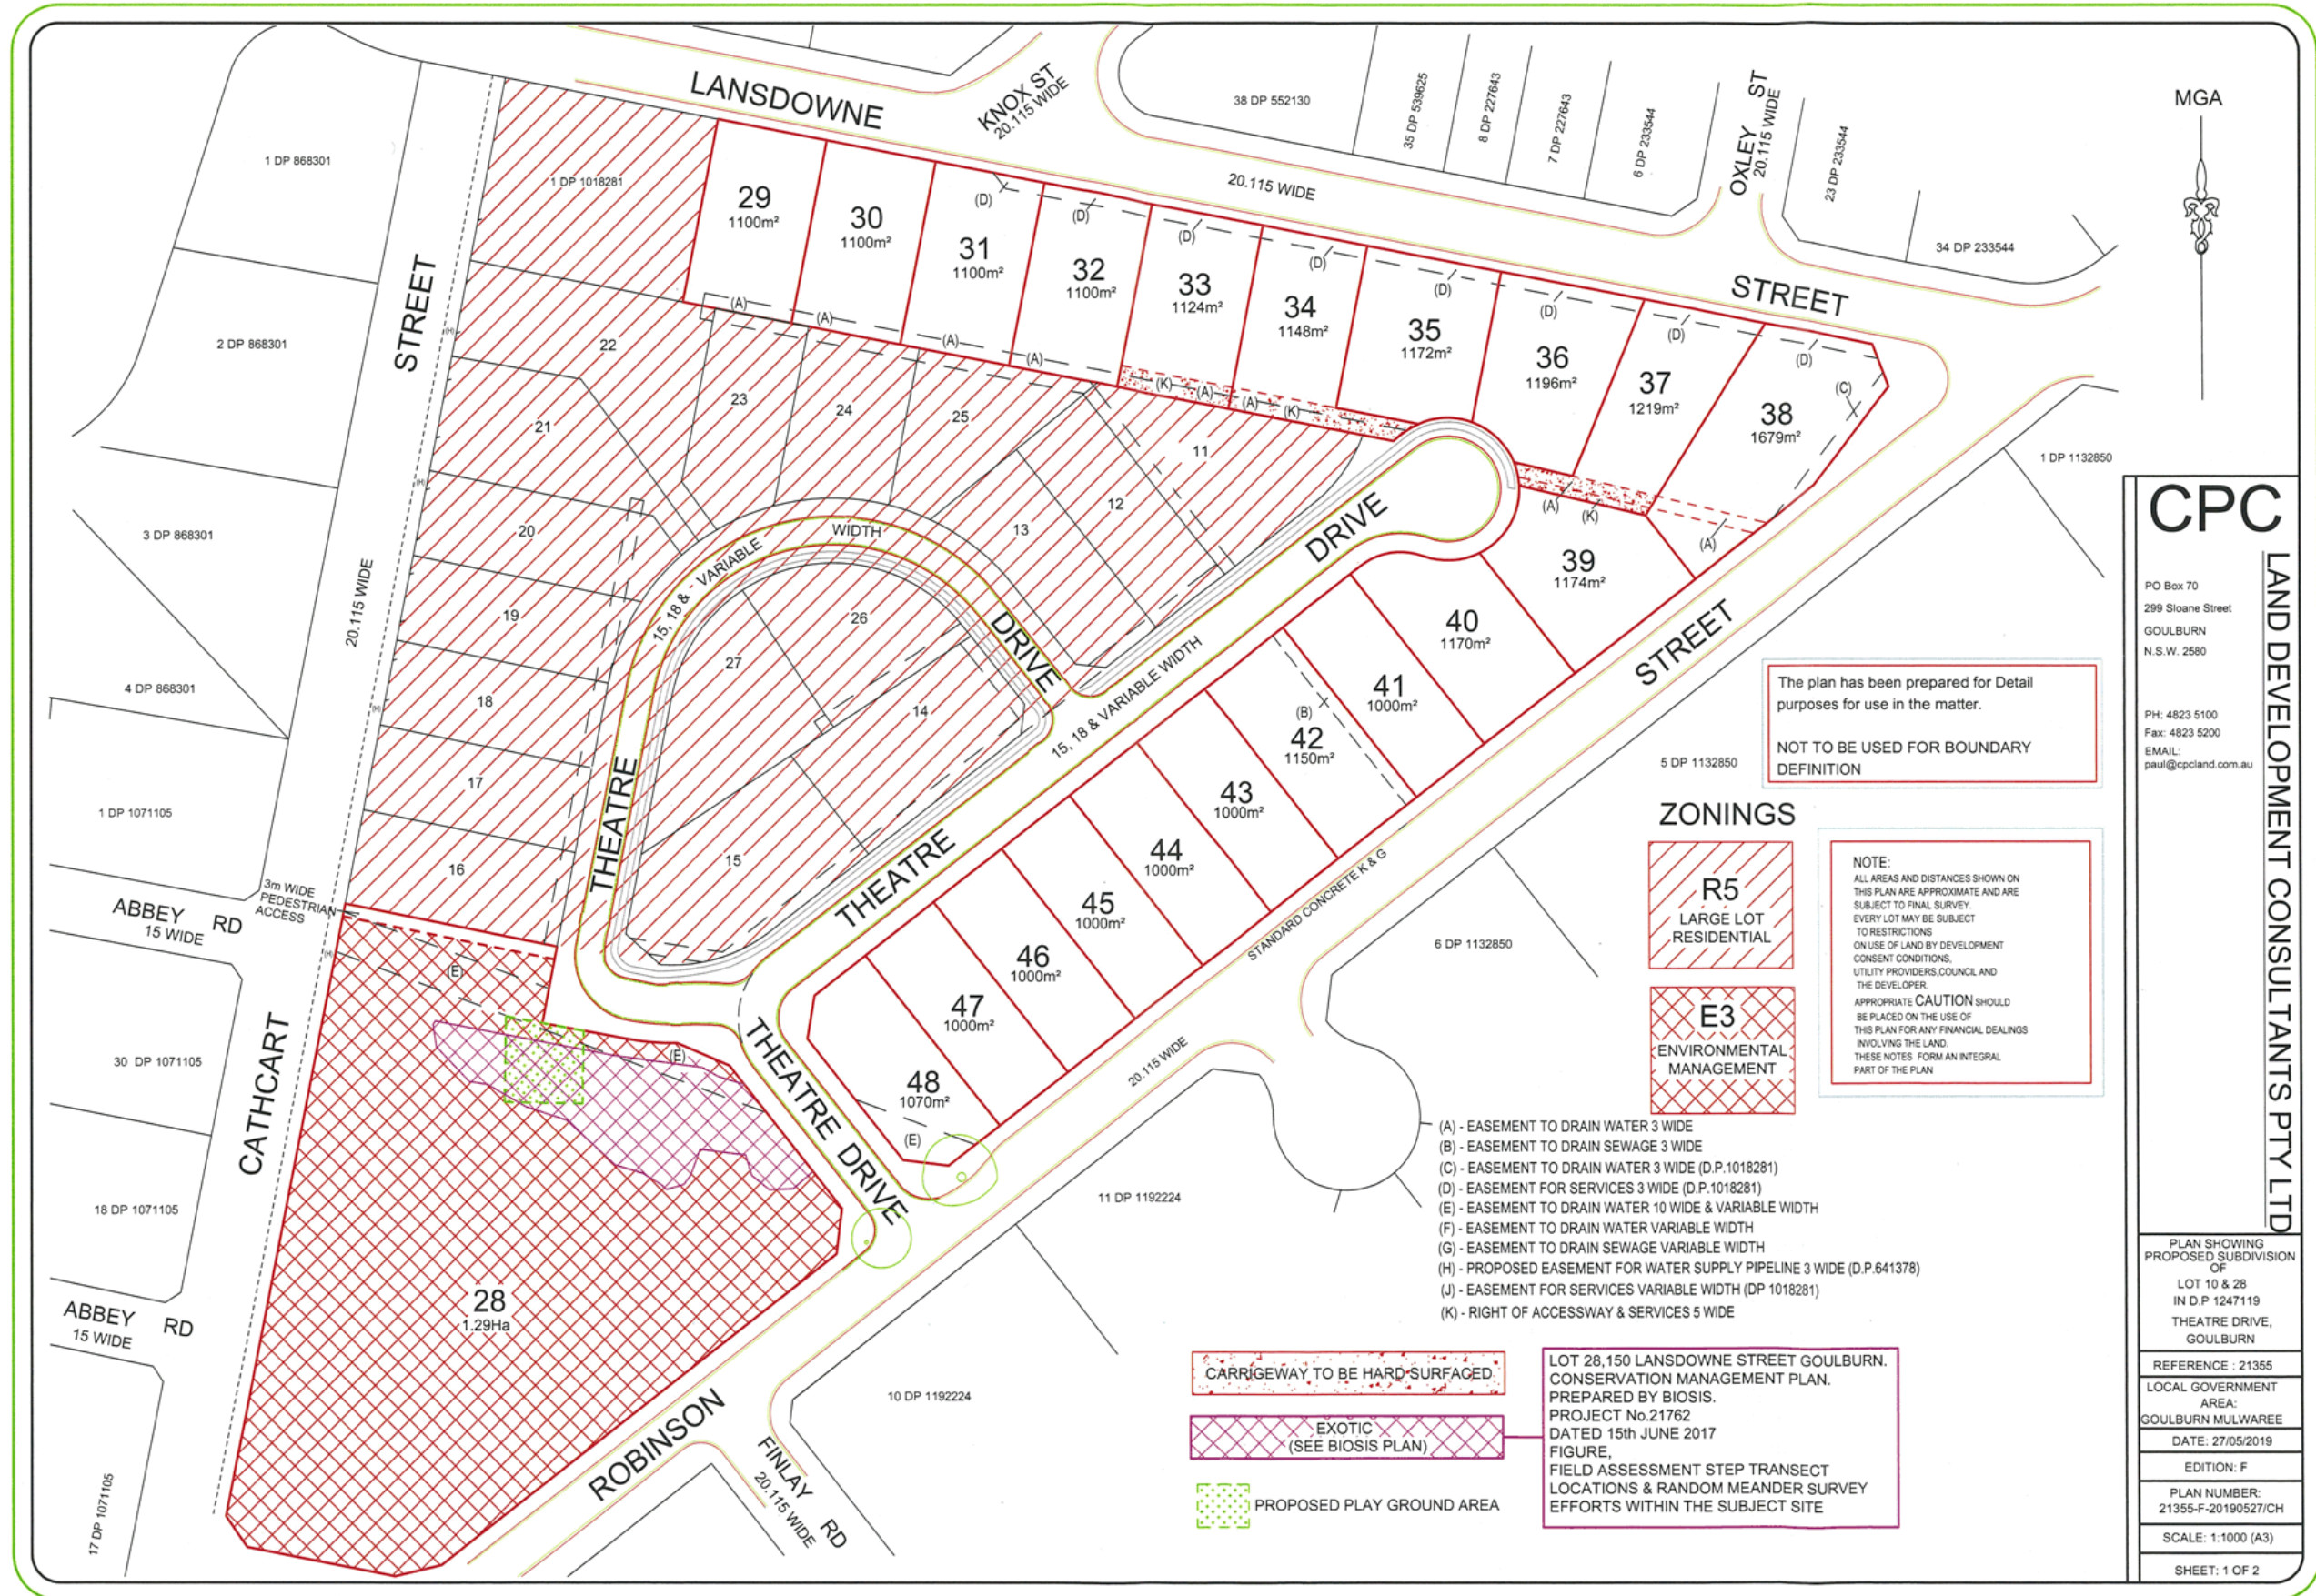 LANSDOWNE
KNOX ST
20.115 WIDE
38 DP 552130
35 DP 539625
8 DP 227643
7 DP 227643
6 DP 233544
OXLEY ST
20.115 WIDE
23 DP 233544
34 DP 233544
MGA
20.115 WIDE
STREET
1 DP 868301
2 DP 868301
3 DP 868301
4 DP 868301
1 DP 1071105
STREET
20.115 WIDE
1 DP 1018281
29
1100m²
30
1100m²
31
1100m²
32
1100m²
33
1124m²
34
1148m²
35
1172m²
36
1196m²
37
1219m²
38
1679m²
(D)
(D)
(D)
(D)
(D)
(D)
(D)
(D)
(C)
(A)
(A)
(A)
(A)
(K)
(A)
(A)
(K)
(A)
(K)
(A)
(H)
(H)
(H)
(H)
22
21
23
24
25
11
12
13
20
19
18
17
16
26
27
14
15
15, 18 & VARIABLE WIDTH
DRIVE
THEATRE
DRIVE
15, 18 & VARIABLE WIDTH
THEATRE
39
1174m²
40
1170m²
41
1000m²
(B)
42
1150m²
43
1000m²
44
1000m²
45
1000m²
46
1000m²
47
1000m²
48
1070m²
(E)
STREET
STANDARD CONCRETE K & G
20.115 WIDE
1 DP 1132850
5 DP 1132850
6 DP 1132850
11 DP 1192224
10 DP 1192224
3m WIDE
PEDESTRIAN
ACCESS
ABBEY RD
15 WIDE
30 DP 1071105
18 DP 1071105
ABBEY RD
15 WIDE
17 DP 1071105
CATHCART
(E)
(E)
THEATRE DRIVE
28
1.29Ha
ROBINSON
FINLAY RD
20.115 WIDE
The plan has been prepared for Detail
purposes for use in the matter.
NOT TO BE USED FOR BOUNDARY
DEFINITION
ZONINGS
R5
LARGE LOT
RESIDENTIAL
E3
ENVIRONMENTAL
MANAGEMENT
NOTE:
ALL AREAS AND DISTANCES SHOWN ON
THIS PLAN ARE APPROXIMATE AND ARE
SUBJECT TO FINAL SURVEY.
EVERY LOT MAY BE SUBJECT
TO RESTRICTIONS
ON USE OF LAND BY DEVELOPMENT
CONSENT CONDITIONS,
UTILITY PROVIDERS,COUNCIL AND
THE DEVELOPER.
APPROPRIATE CAUTION SHOULD
BE PLACED ON THE USE OF
THIS PLAN FOR ANY FINANCIAL DEALINGS
INVOLVING THE LAND.
THESE NOTES FORM AN INTEGRAL
PART OF THE PLAN
(A) - EASEMENT TO DRAIN WATER 3 WIDE
(B) - EASEMENT TO DRAIN SEWAGE 3 WIDE
(C) - EASEMENT TO DRAIN WATER 3 WIDE (D.P.1018281)
(D) - EASEMENT FOR SERVICES 3 WIDE (D.P.1018281)
(E) - EASEMENT TO DRAIN WATER 10 WIDE & VARIABLE WIDTH
(F) - EASEMENT TO DRAIN WATER VARIABLE WIDTH
(G) - EASEMENT TO DRAIN SEWAGE VARIABLE WIDTH
(H) - PROPOSED EASEMENT FOR WATER SUPPLY PIPELINE 3 WIDE (D.P.641378)
(J) - EASEMENT FOR SERVICES VARIABLE WIDTH (DP 1018281)
(K) - RIGHT OF ACCESSWAY & SERVICES 5 WIDE
CARRIGEWAY TO BE HARD SURFACED
EXOTIC
(SEE BIOSIS PLAN)
PROPOSED PLAY GROUND AREA
LOT 28,150 LANSDOWNE STREET GOULBURN.
CONSERVATION MANAGEMENT PLAN.
PREPARED BY BIOSIS.
PROJECT No.21762
DATED 15th JUNE 2017
FIGURE,
FIELD ASSESSMENT STEP TRANSECT
LOCATIONS & RANDOM MEANDER SURVEY
EFFORTS WITHIN THE SUBJECT SITE
CPC
LAND DEVELOPMENT CONSULTANTS PTY LTD
PO Box 70
299 Sloane Street
GOULBURN
N.S.W. 2580
PH: 4823 5100
Fax: 4823 5200
EMAIL:
paul@cpcland.com.au
PLAN SHOWING
PROPOSED SUBDIVISION
OF
LOT 10 & 28
IN D.P 1247119
THEATRE DRIVE,
GOULBURN
REFERENCE : 21355
LOCAL GOVERNMENT
AREA:
GOULBURN MULWAREE
DATE: 27/05/2019
EDITION: F
PLAN NUMBER:
21355-F-20190527/CH
SCALE: 1:1000 (A3)
SHEET: 1 OF 2